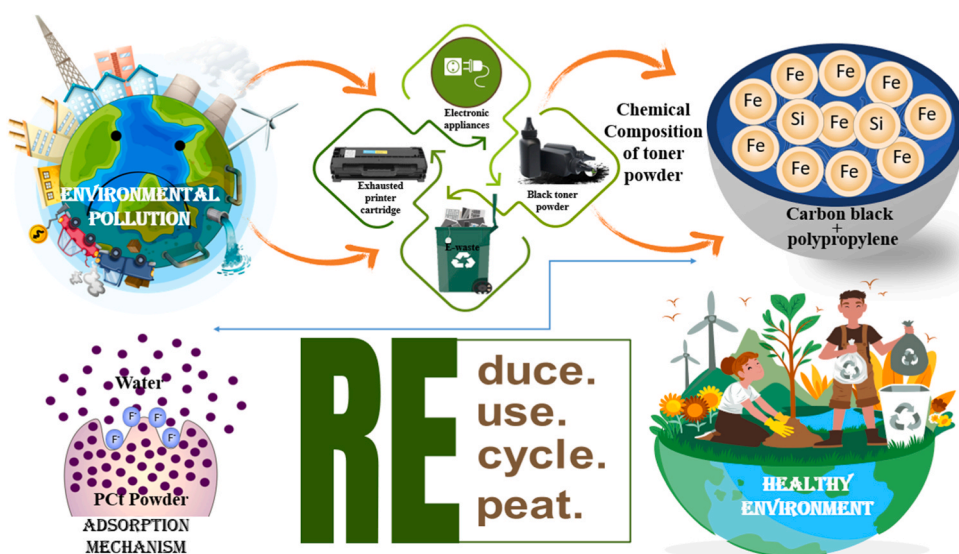 ENVIRONMENTAL
POLLUTION
Electronic
appliances
Exhausted
printer
cartridge
Black toner
powder
E-waste
Chemical
Composition
of toner
powder
Fe
Fe
Fe
Fe
Si
Fe
Si
Fe
Fe
Fe
Fe
Fe
Fe
Carbon black
+
polypropylene
Water
F-
F-
F-
F-
PCt Powder
ADSORPTION
MECHANISM
RE
duce.
use.
cycle.
peat.
HEALTHY
ENVIRONMENT